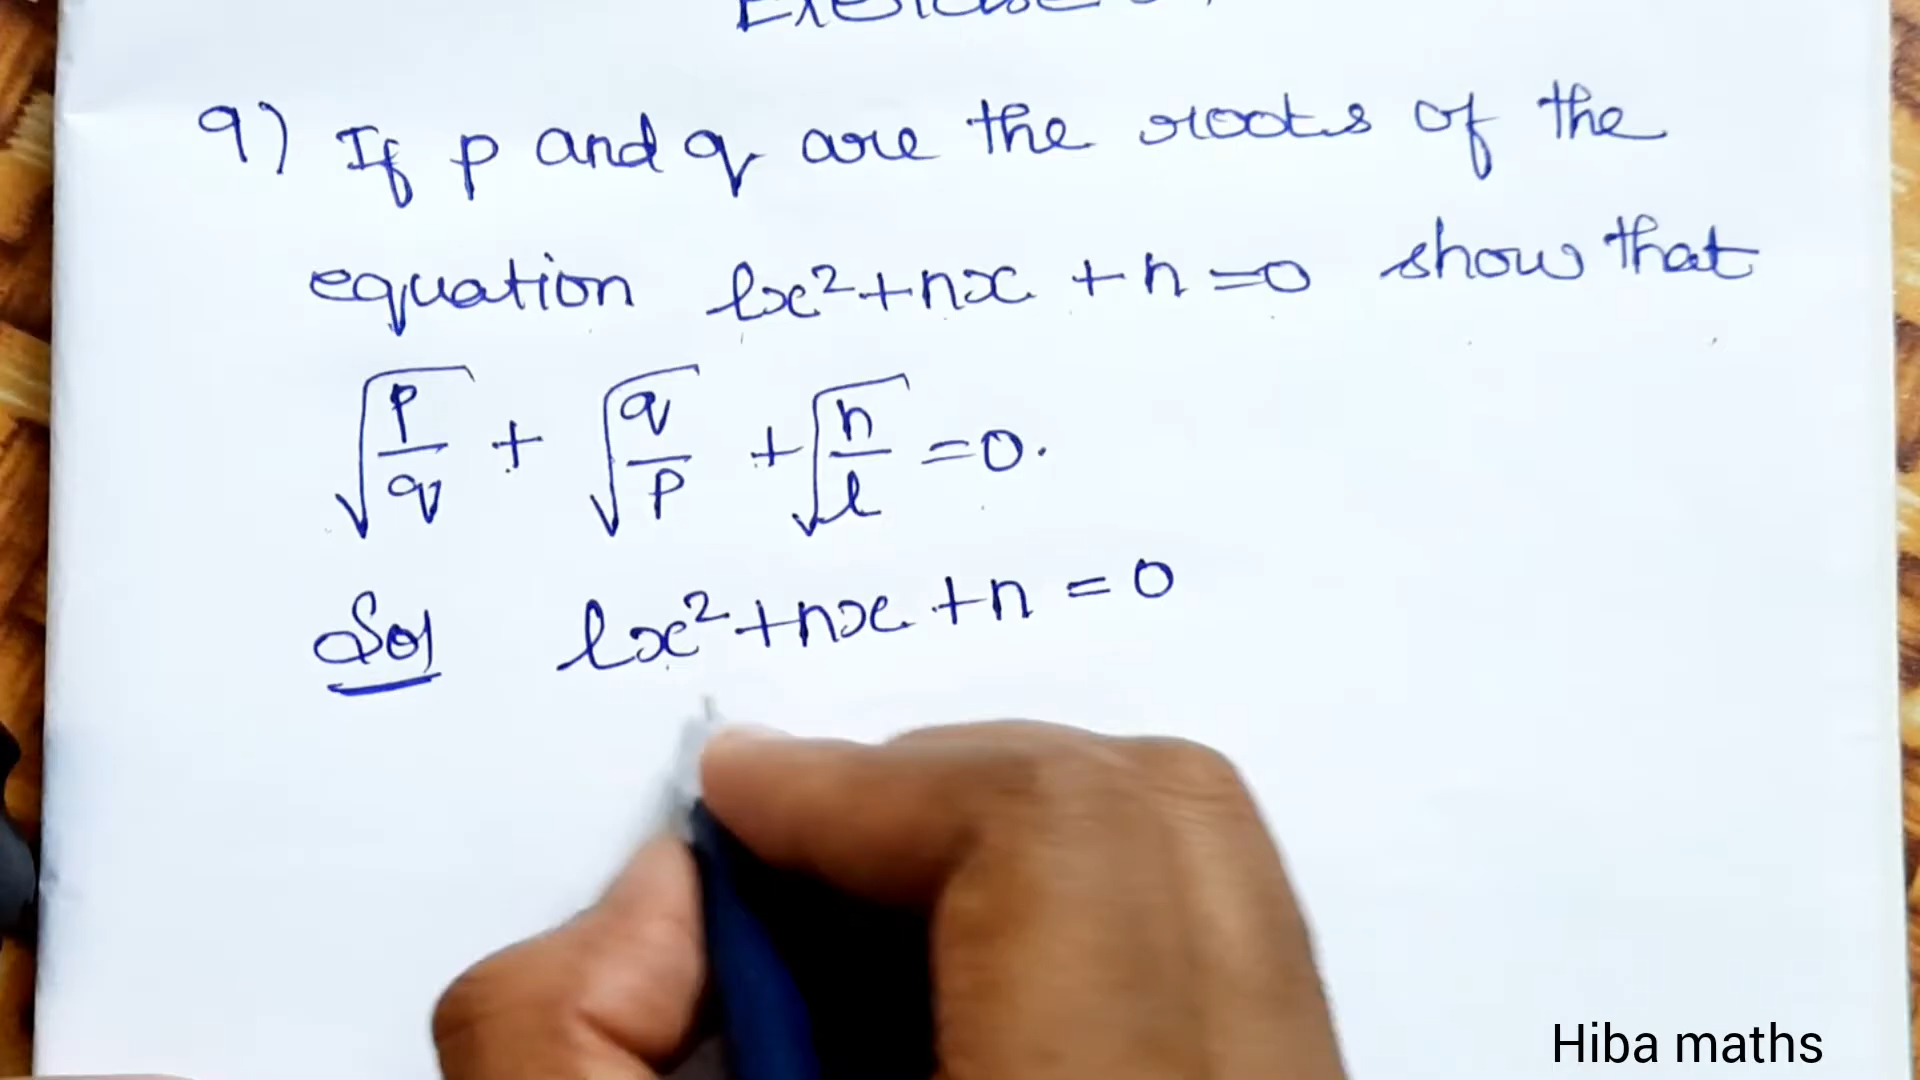 Exercise
9) If p and q are the roots of the
equation lx²+nx +n=0 show that
√(p/q) + √(q/p) +√(n/l) =0.
Sol lx²+nx+n=0
Hiba maths